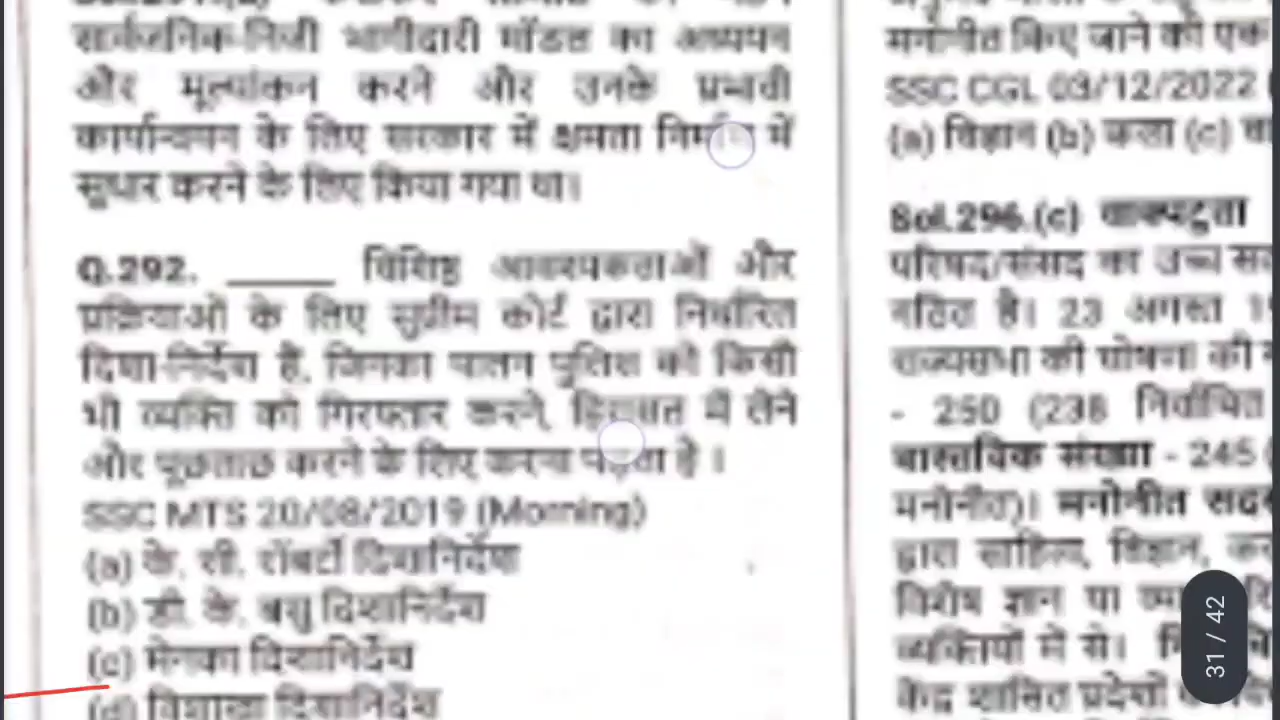 सार्वजनिक-निजी भागीदारी मॉडल का अध्ययन
और मूल्यांकन करने और उनके प्रभावी
कार्यान्वयन के लिए सरकार में क्षमता निर्माण में
सुधार करने के लिए किया गया था।
Q.292. ______ विशिष्ट आवश्यकताओं और
प्रक्रियाओं के लिए सुप्रीम कोर्ट द्वारा निर्धारित
दिशा-निर्देश हैं, जिनका पालन पुलिस को किसी
भी व्यक्ति को गिरफ्तार करने, हिरासत में लेने
और पूछताछ करने के लिए करना पड़ता है ।
SSC MTS 20/08/2019 (Morning)
(a) के. सी. रॉबर्टो दिशानिर्देश
(b) डी. के. बसु दिशानिर्देश
(c) मेनका दिशानिर्देश
(d) विशाखा दिशानिर्देश
मनोनीत किए जाने की एक
SSC CGL 03/12/2022
(a) विज्ञान (b) कला (c)
Sol.296.(c) वाक्पटुता
परिषद/संसद का उच्च
गठित है। 23 अगस्त
राज्यसभा की घोषणा की
- 250 (238 निर्वाचित
वास्तविक संख्या - 245
मनोनीत)। मनोनीत
द्वारा साहित्य, विज्ञान,
विशेष ज्ञान या
व्यक्तियों में से।
केंद्र शासित प्रदेशों
31 / 42